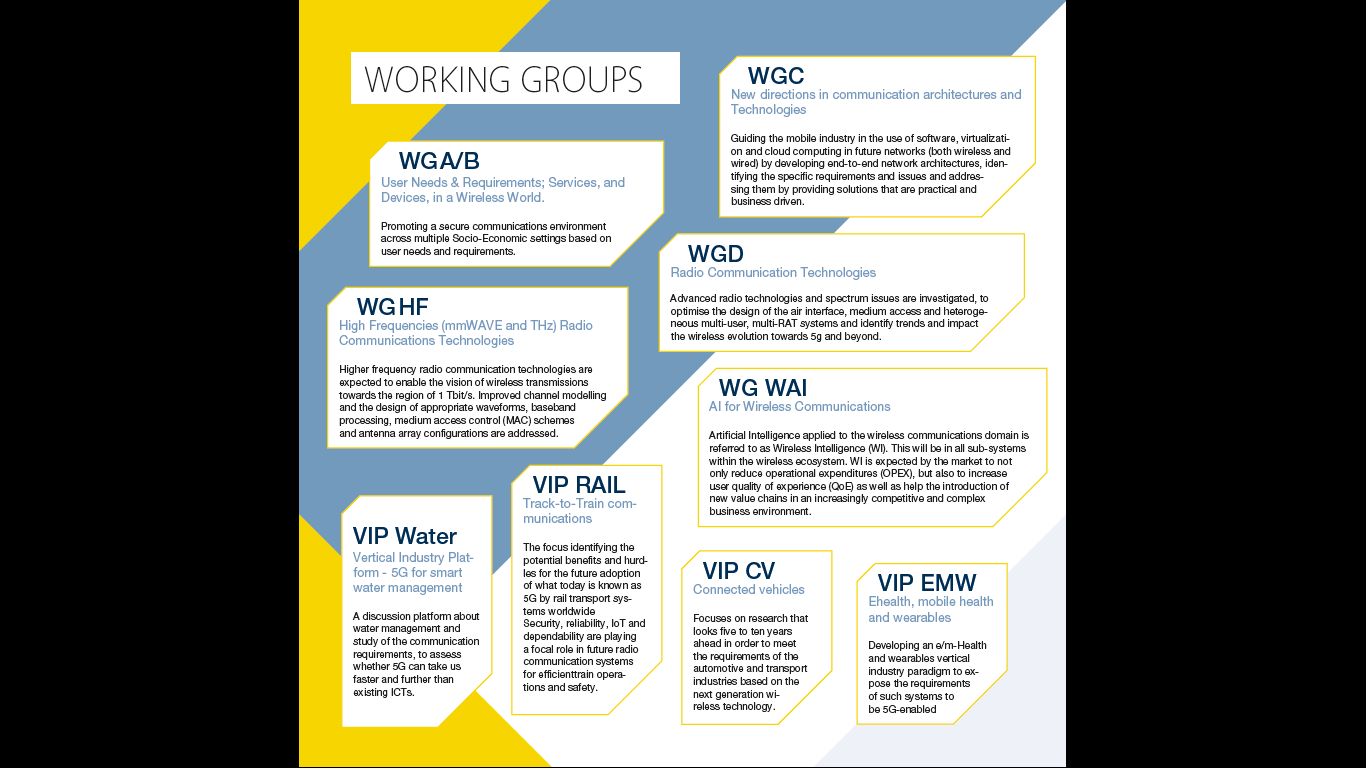 WORKING GROUPS
WGA/B
User Needs & Requirements; Services, and
Devices, in a Wireless World.
Promoting a secure communications environment
across multiple Socio-Economic settings based on
user needs and requirements.
WGC
New directions in communication architectures and
Technologies
Guiding the mobile industry in the use of software, virtualizati-
on and cloud computing in future networks (both wireless and
wired) by developing end-to-end network architectures, iden-
tifying the specific requirements and issues and addres-
sing them by providing solutions that are practical and
business driven.
WGD
Radio Communication Technologies
Advanced radio technologies and spectrum issues are investigated, to
optimise the design of the air interface, medium access and heteroge-
neous multi-user, multi-RAT systems and identify trends and impact
the wireless evolution towards 5g and beyond.
WGHF
High Frequencies (mmWAVE and THz) Radio
Communications Technologies
Higher frequency radio communication technologies are
expected to enable the vision of wireless transmissions
towards the region of 1 Tbit/s. Improved channel modelling
and the design of appropriate waveforms, baseband
processing, medium access control (MAC) schemes
and antenna array configurations are addressed.
WG WAI
AI for Wireless Communications
Artificial Intelligence applied to the wireless communications domain is
referred to as Wireless Intelligence (WI). This will be in all sub-systems
within the wireless ecosystem. WI is expected by the market to not
only reduce operational expenditures (OPEX), but also to increase
user quality of experience (QoE) as well as help the introduction of
new value chains in an increasingly competitive and complex
business environment.
VIP Water
Vertical Industry Plat-
form - 5G for smart
water management
A discussion platform about
water management and
study of the communication
requirements, to assess
whether 5G can take us
faster and further than
existing ICTs.
VIP RAIL
Track-to-Train com-
munications
The focus identifying the
potential benefits and hurd-
les for the future adoption
of what today is known as
5G by rail transport sys-
tems worldwide
Security, reliability, IoT and
dependability are playing
a focal role in future radio
communication systems
for efficienttrain opera-
tions and safety.
VIP CV
Connected vehicles
Focuses on research that
looks five to ten years
ahead in order to meet
the requirements of the
automotive and transport
industries based on the
next generation wi-
reless technology.
VIP EMW
Ehealth, mobile health
and wearables
Developing an e/m-Health
and wearables vertical
industry paradigm to ex-
pose the requirements
of such systems to
be 5G-enabled